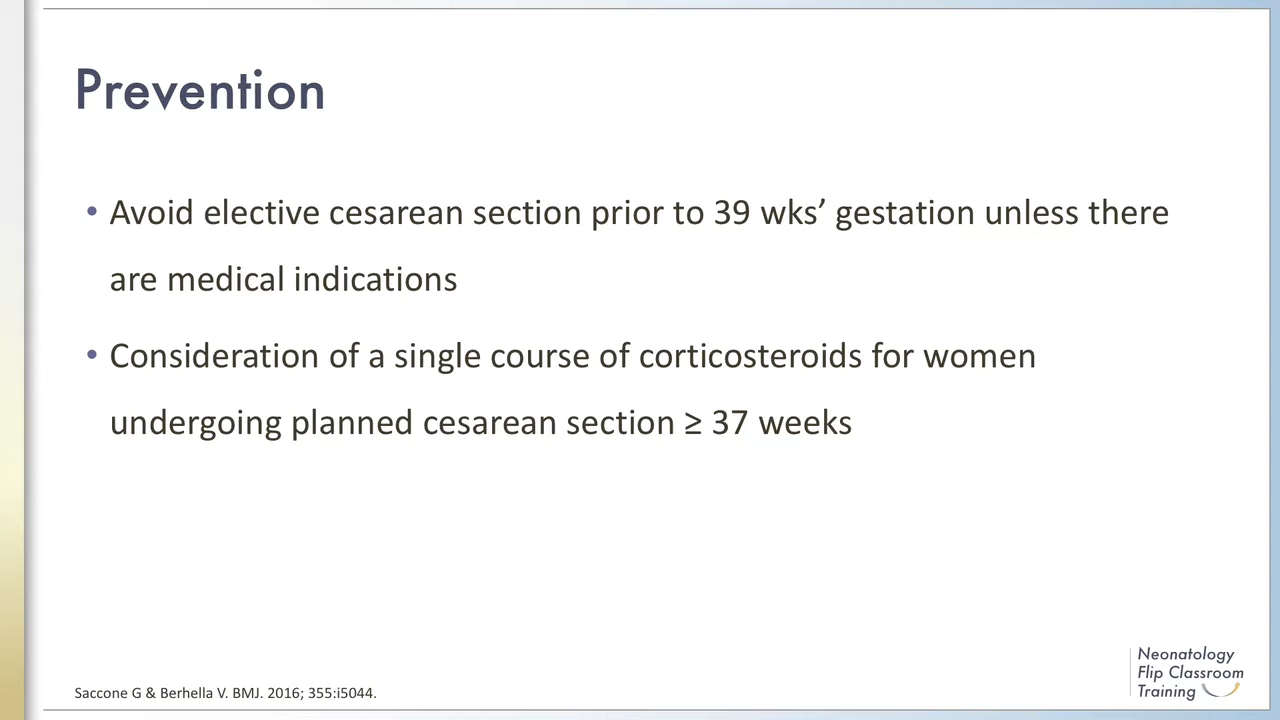 Prevention
• Avoid elective cesarean section prior to 39 wks’ gestation unless there
are medical indications
• Consideration of a single course of corticosteroids for women
undergoing planned cesarean section ≥ 37 weeks
Saccone G & Berhella V. BMJ. 2016; 355:i5044.
Neonatology
Flip Classroom
Training